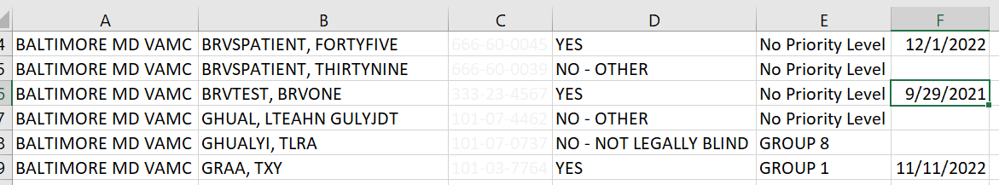 A B C D E F
4 BALTIMORE MD VAMC BRVSPATIENT, FORTYFIVE 666-60-0045 YES No Priority Level 12/1/2022
5 BALTIMORE MD VAMC BRVSPATIENT, THIRTYNINE 666-60-0039 NO - OTHER No Priority Level
6 BALTIMORE MD VAMC BRVTEST, BRVONE 333-23-4567 YES No Priority Level 9/29/2021
7 BALTIMORE MD VAMC GHUAL, LTEAHN GULYJDT 101-07-4462 NO - OTHER No Priority Level
8 BALTIMORE MD VAMC GHUALYI, TLRA 101-07-0737 NO - NOT LEGALLY BLIND GROUP 8
9 BALTIMORE MD VAMC GRAA, TXY 101-03-7764 YES GROUP 1 11/11/2022